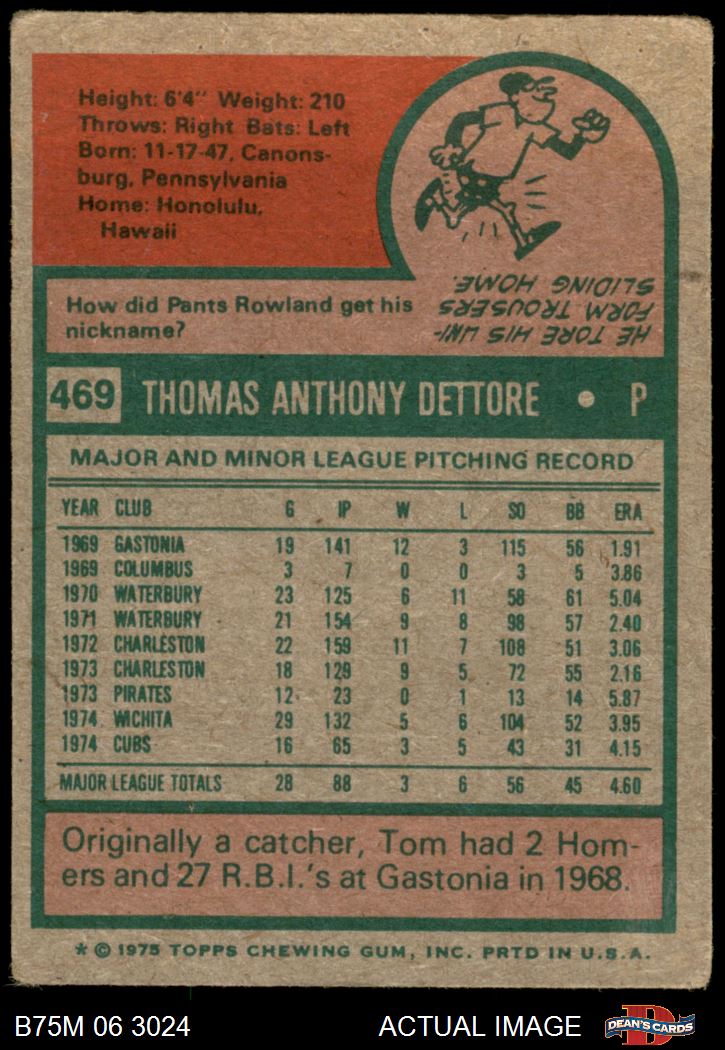 Height: 6'4" Weight: 210
Throws: Right Bats: Left
Born: 11-17-47, Canons-
burg, Pennsylvania
Home: Honolulu,
Hawaii
How did Pants Rowland get his
nickname?
HE TORE HIS UNI-
FORM TROUSERS
SLIDING HOME.
469 THOMAS ANTHONY DETTORE • P
MAJOR AND MINOR LEAGUE PITCHING RECORD
YEAR CLUB G IP W L SO BB ERA
1969 GASTONIA 19 141 12 3 115 56 1.91
1969 COLUMBUS 3 7 0 0 3 5 3.86
1970 WATERBURY 23 125 6 11 58 61 5.04
1971 WATERBURY 21 154 9 8 98 57 2.40
1972 CHARLESTON 22 159 11 7 108 51 3.06
1973 CHARLESTON 18 129 9 5 72 55 2.16
1973 PIRATES 12 23 0 1 13 14 5.87
1974 WICHITA 29 132 5 6 104 52 3.95
1974 CUBS 16 65 3 5 43 31 4.15
MAJOR LEAGUE TOTALS 28 88 3 6 56 45 4.60
Originally a catcher, Tom had 2 Hom-
ers and 27 R.B.I.'s at Gastonia in 1968.
* © 1975 TOPPS CHEWING GUM, INC. PRTD IN U.S.A.
B75M 06 3024 ACTUAL IMAGE
D
DEAN'S CARDS